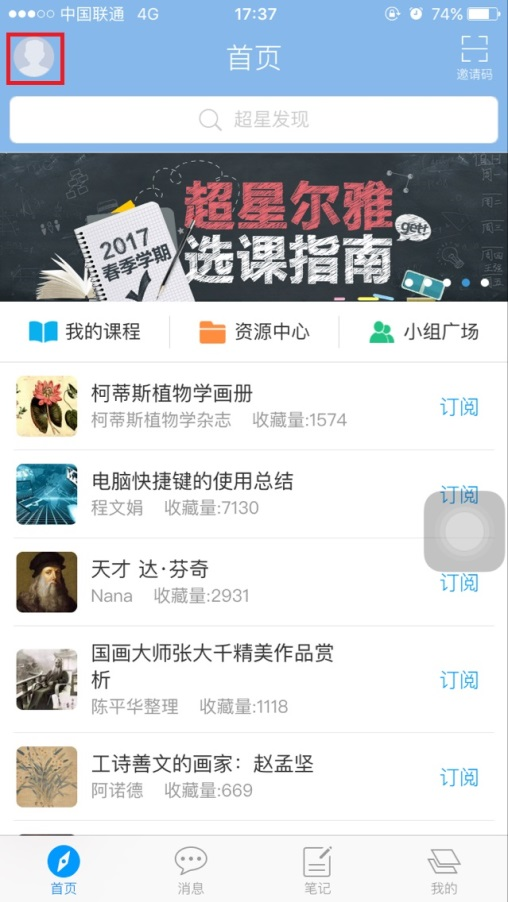 中国联通 4G 17:37 74%
首页
邀请码
超星发现
超星尔雅
get!
2017
春季学期
选课指南
我的课程 资源中心 小组广场
柯蒂斯植物学画册
柯蒂斯植物学杂志 收藏量:1574
订阅
电脑快捷键的使用总结
程文娟 收藏量:7130
订阅
天才 达·芬奇
Nana 收藏量:2931
订阅
国画大师张大千精美作品赏
析
陈平华整理 收藏量:1118
订阅
工诗善文的画家：赵孟坚
阿诺德 收藏量:669
订阅
首页 消息 笔记 我的